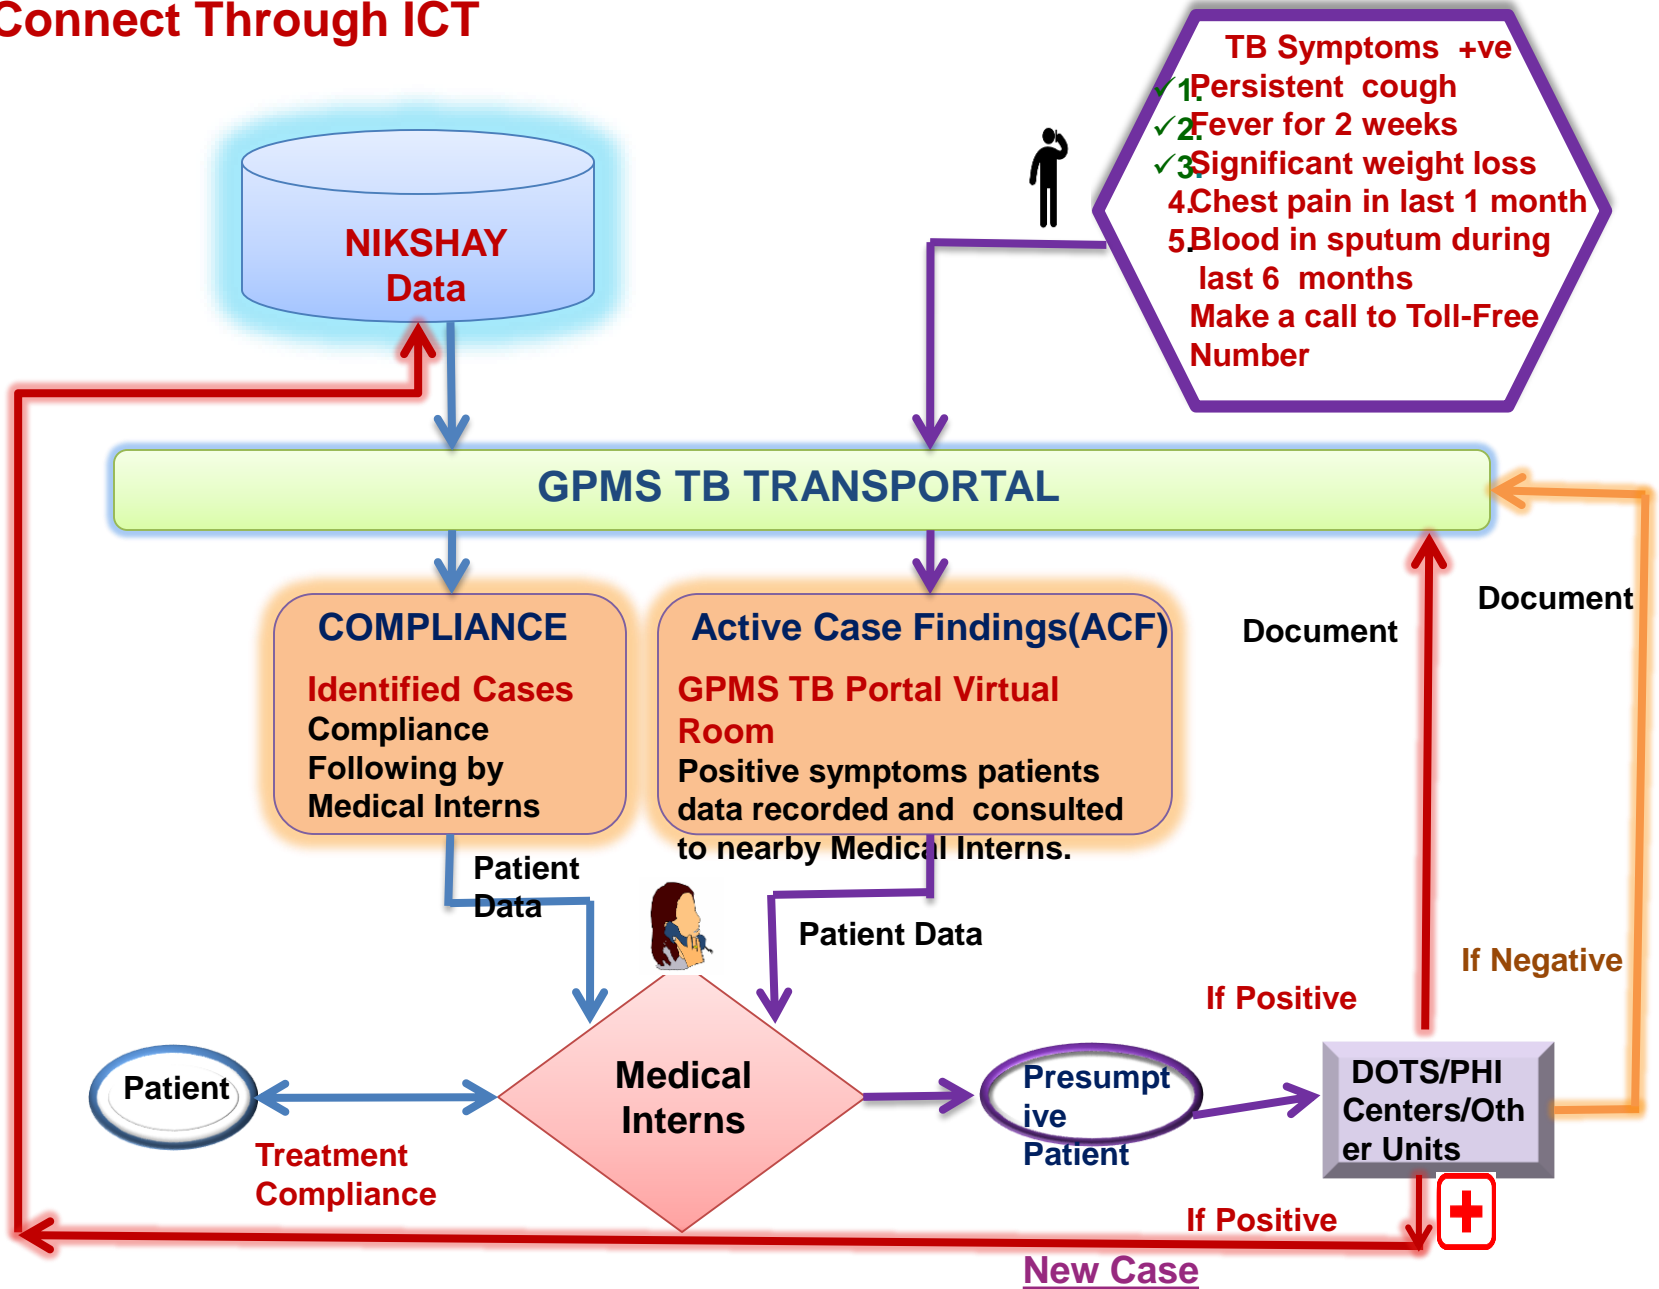 Connect Through ICT
TB Symptoms +ve
✓1. Persistent cough
✓2. Fever for 2 weeks
✓3. Significant weight loss
4. Chest pain in last 1 month
5. Blood in sputum during
last 6 months
Make a call to Toll-Free
Number
NIKSHAY
Data
GPMS TB TRANSPORTAL
COMPLIANCE
Identified Cases
Compliance
Following by
Medical Interns
Active Case Findings(ACF)
GPMS TB Portal Virtual
Room
Positive symptoms patients
data recorded and consulted
to nearby Medical Interns.
Document
Document
Patient
Data
Patient Data
If Negative
If Positive
Patient
Medical
Interns
Presumpt
ive
Patient
DOTS/PHI
Centers/Oth
er Units
Treatment
Compliance
If Positive
New Case